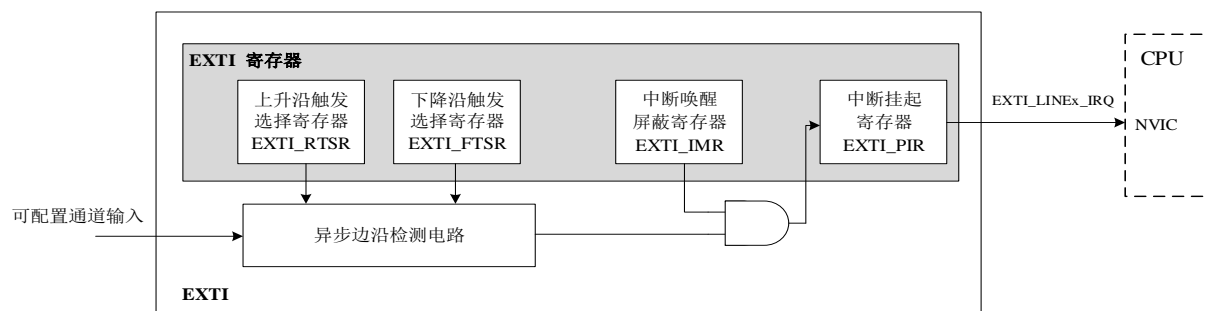 EXTI 寄存器
上升沿触发
选择寄存器
EXTI_RTSR
下降沿触发
选择寄存器
EXTI_FTSR
中断唤醒
屏蔽寄存器
EXTI_IMR
中断挂起
寄存器
EXTI_PIR
EXTI_LINEx_IRQ
CPU
NVIC
可配置通道输入
异步边沿检测电路
EXTI